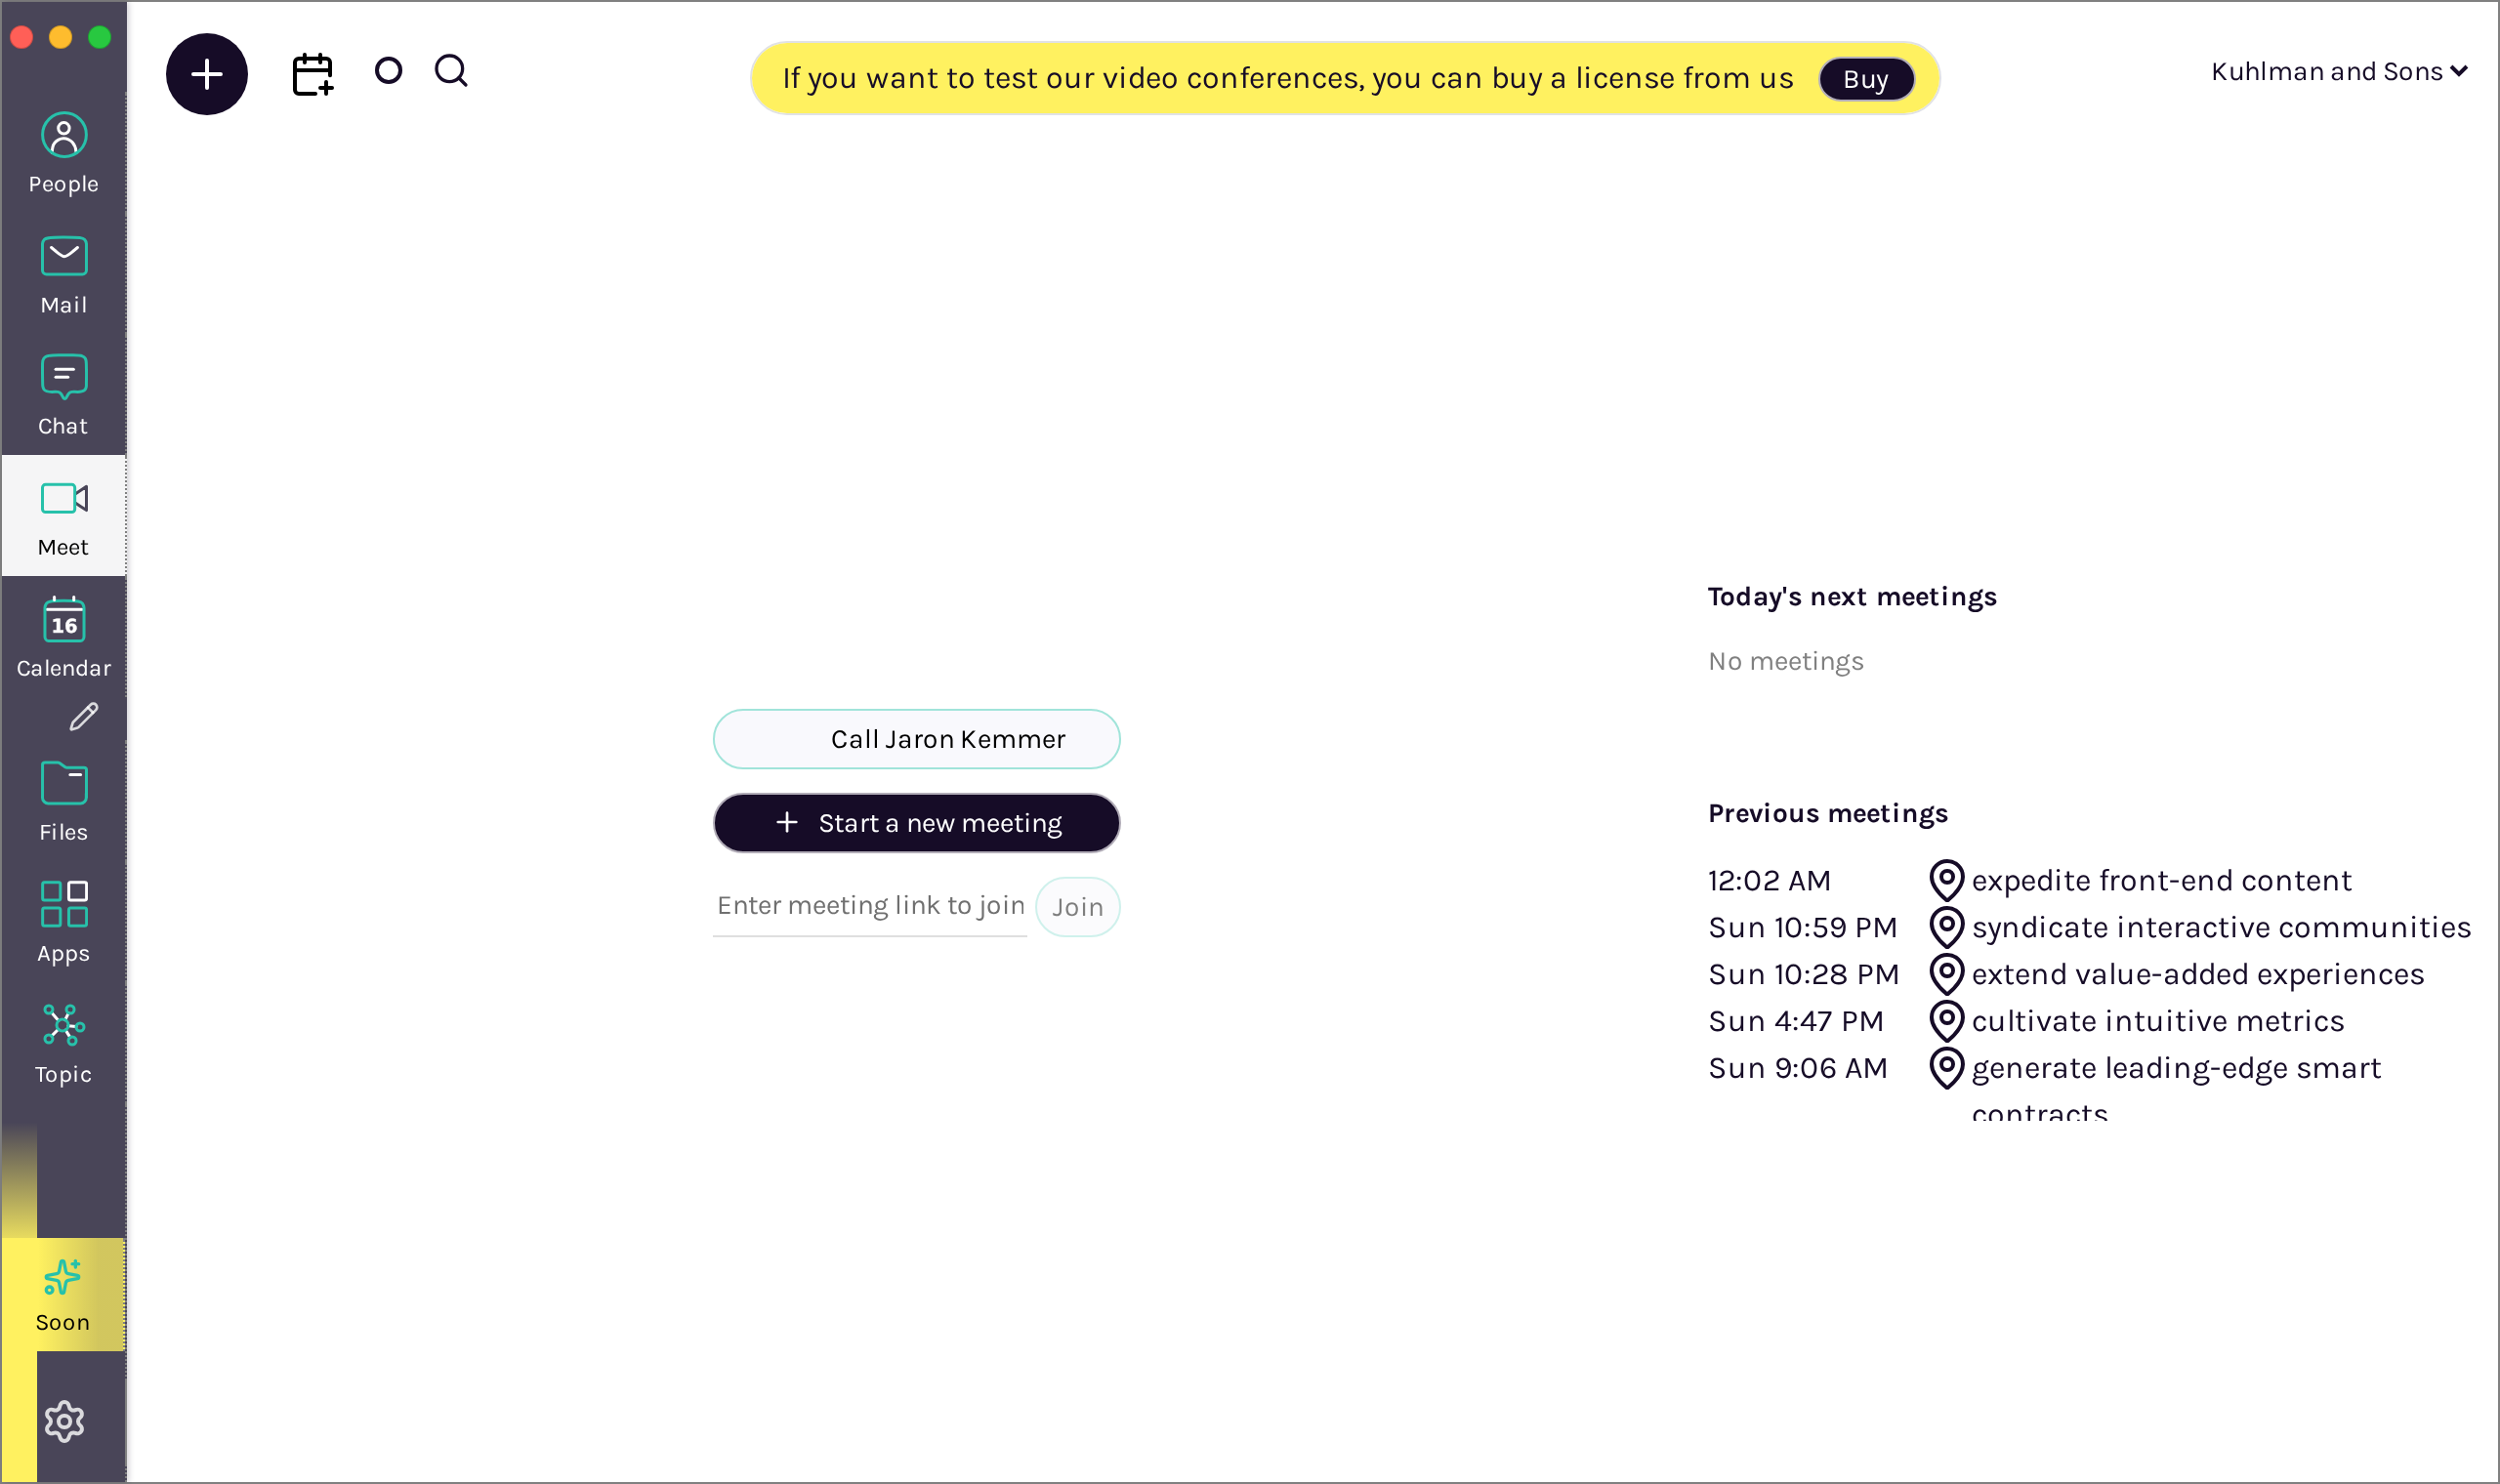 People
Mail
Chat
Meet
16
Calendar
Files
Apps
Topic
Soon
If you want to test our video conferences, you can buy a license from us
Buy
Kuhlman and Sons
Call Jaron Kemmer
Start a new meeting
Enter meeting link to join
Join
Today's next meetings
No meetings
Previous meetings
12:02 AM expedite front-end content
Sun 10:59 PM syndicate interactive communities
Sun 10:28 PM extend value-added experiences
Sun 4:47 PM cultivate intuitive metrics
Sun 9:06 AM generate leading-edge smart
contracts